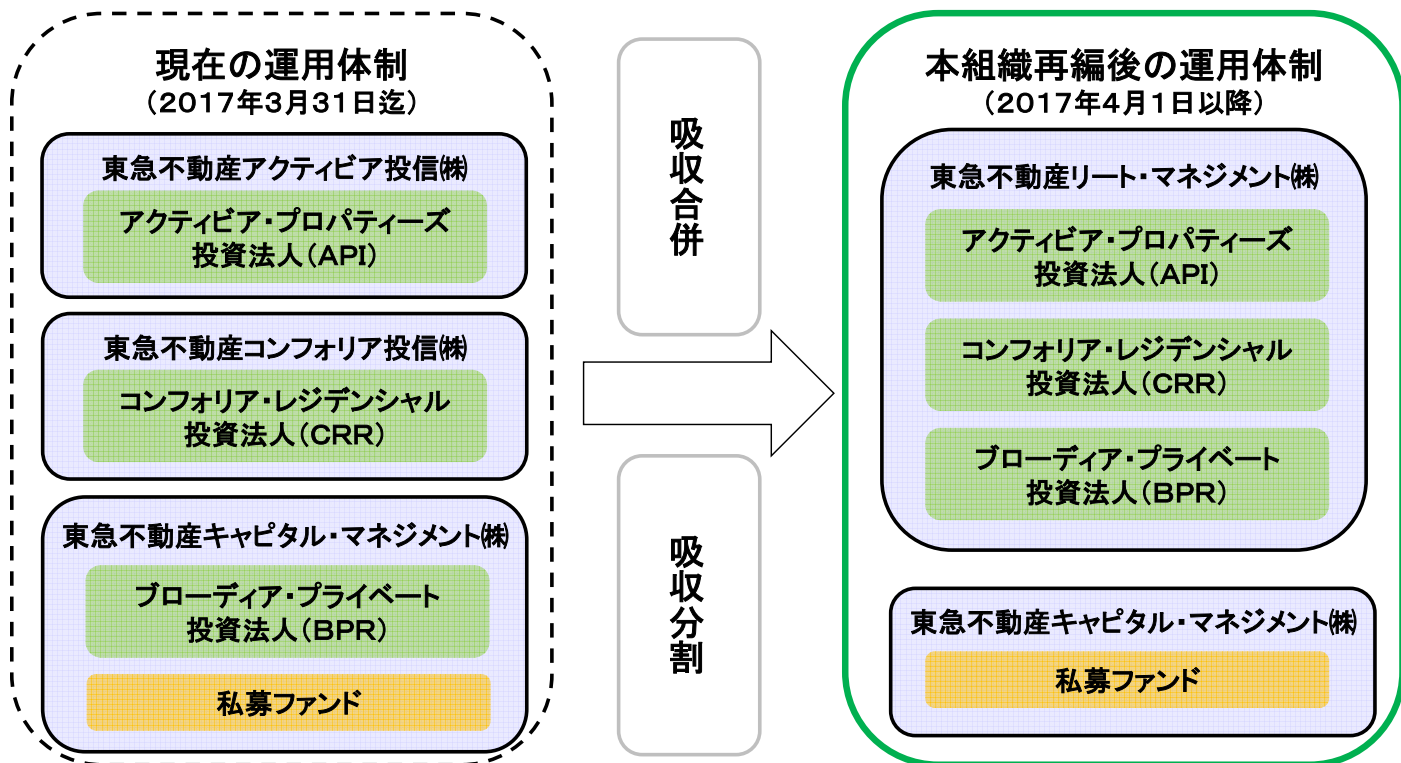 現在の運用体制
（2017年3月31日迄）
東急不動産アクティビア投信㈱
アクティビア・プロパティーズ
投資法人（API）
東急不動産コンフォリア投信㈱
コンフォリア・レジデンシャル
投資法人（CRR）
東急不動産キャピタル・マネジメント㈱
ブローディア・プライベート
投資法人（BPR）
私募ファンド
吸収合併
吸収分割
本組織再編後の運用体制
（2017年4月1日以降）
東急不動産リート・マネジメント㈱
アクティビア・プロパティーズ
投資法人（API）
コンフォリア・レジデンシャル
投資法人（CRR）
ブローディア・プライベート
投資法人（BPR）
東急不動産キャピタル・マネジメント㈱
私募ファンド